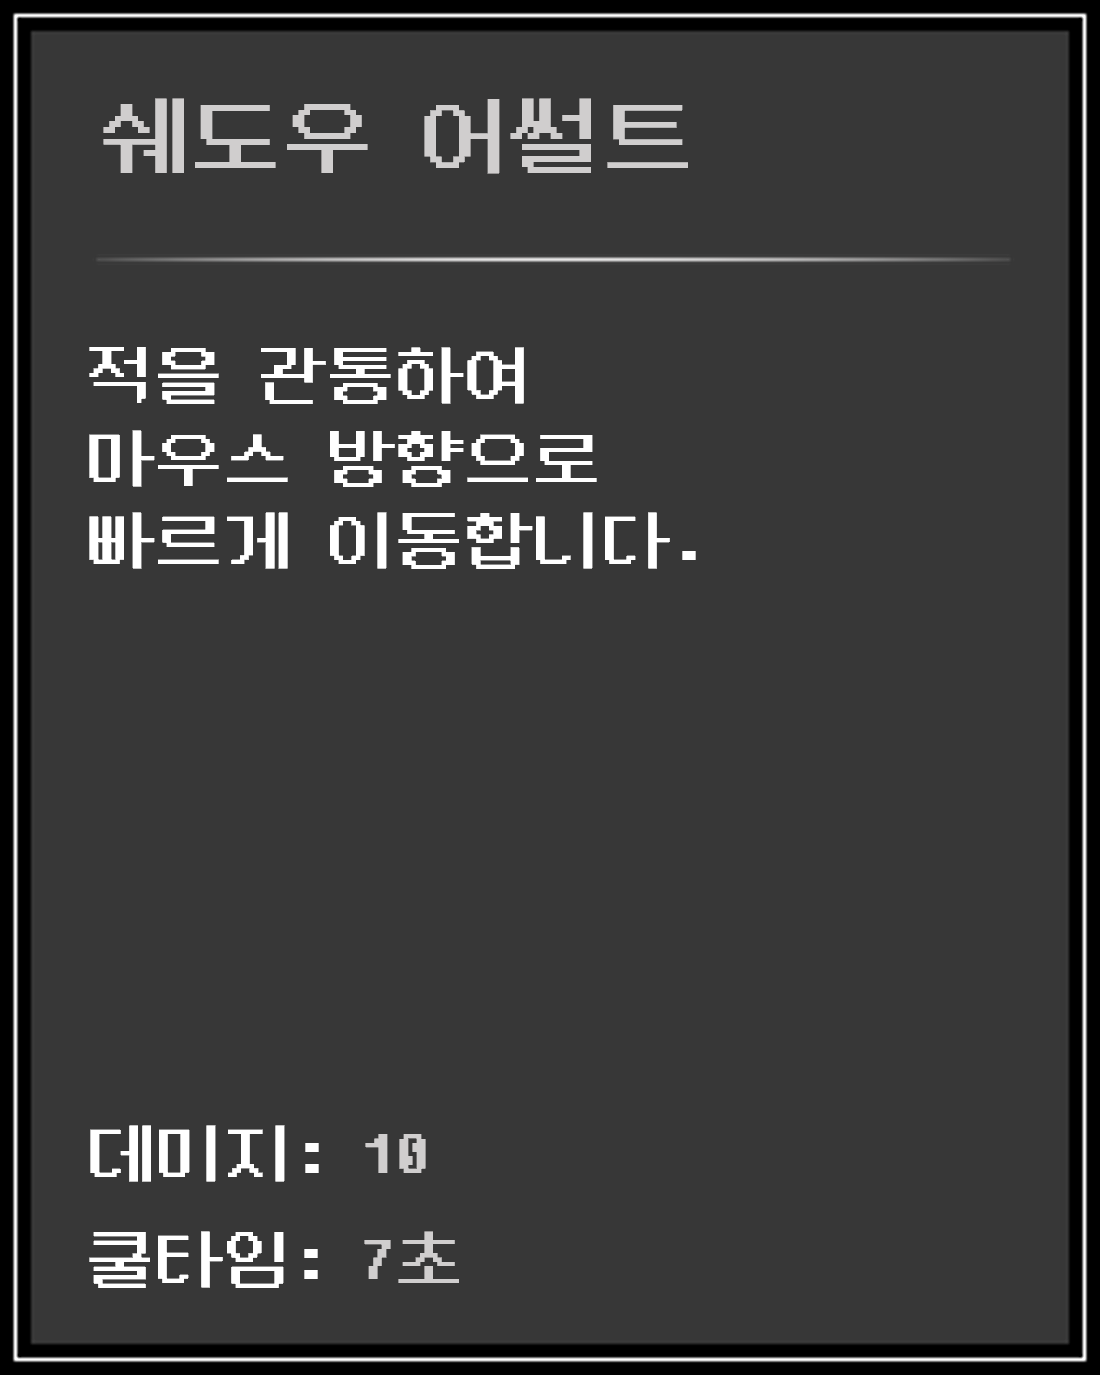 쉐도우 어썰트
적을 관통하여
마우스 방향으로
빠르게 이동합니다.
데미지: 10
쿨타임: 7초